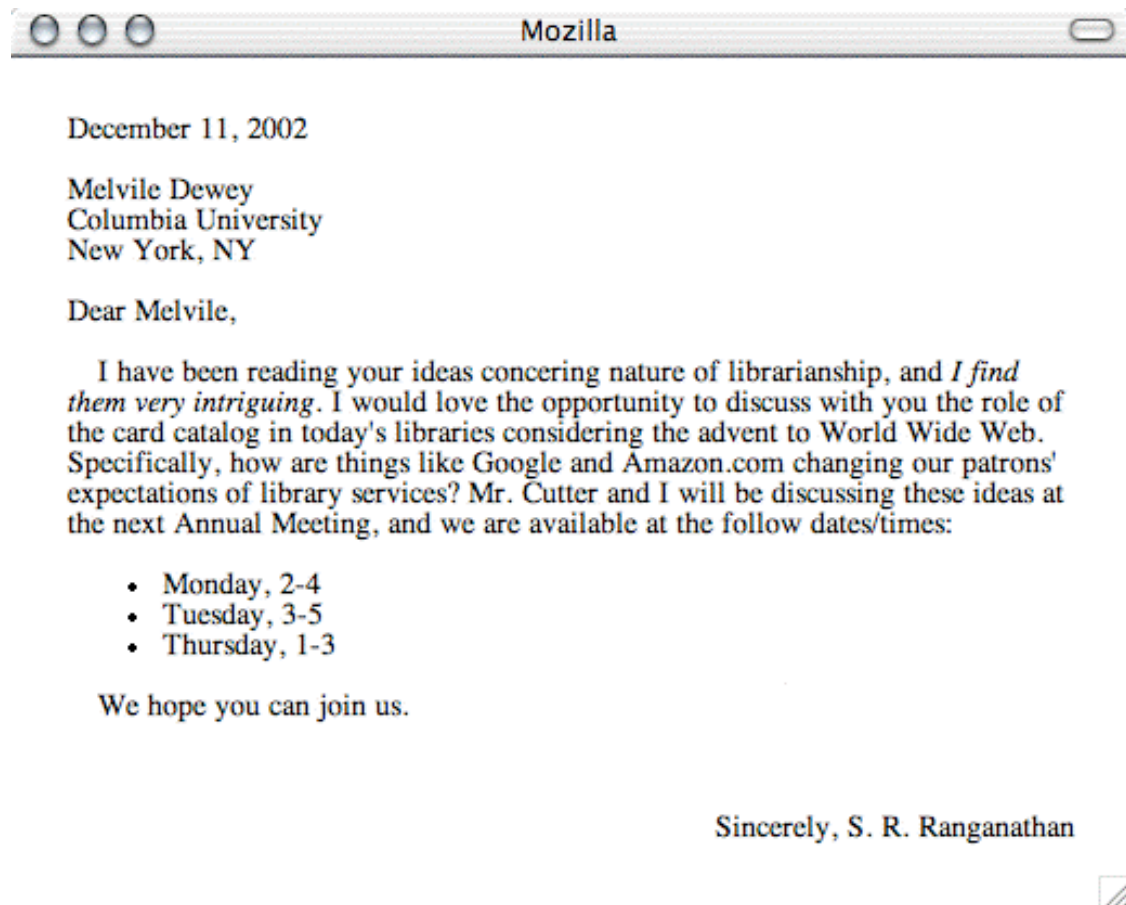 Mozilla
December 11, 2002
Melvile Dewey
Columbia University
New York, NY
Dear Melvile,
I have been reading your ideas concering nature of librarianship, and I find
them very intriguing. I would love the opportunity to discuss with you the role of
the card catalog in today's libraries considering the advent to World Wide Web.
Specifically, how are things like Google and Amazon.com changing our patrons'
expectations of library services? Mr. Cutter and I will be discussing these ideas at
the next Annual Meeting, and we are available at the follow dates/times:
• Monday, 2-4
• Tuesday, 3-5
• Thursday, 1-3
We hope you can join us.
Sincerely, S. R. Ranganathan